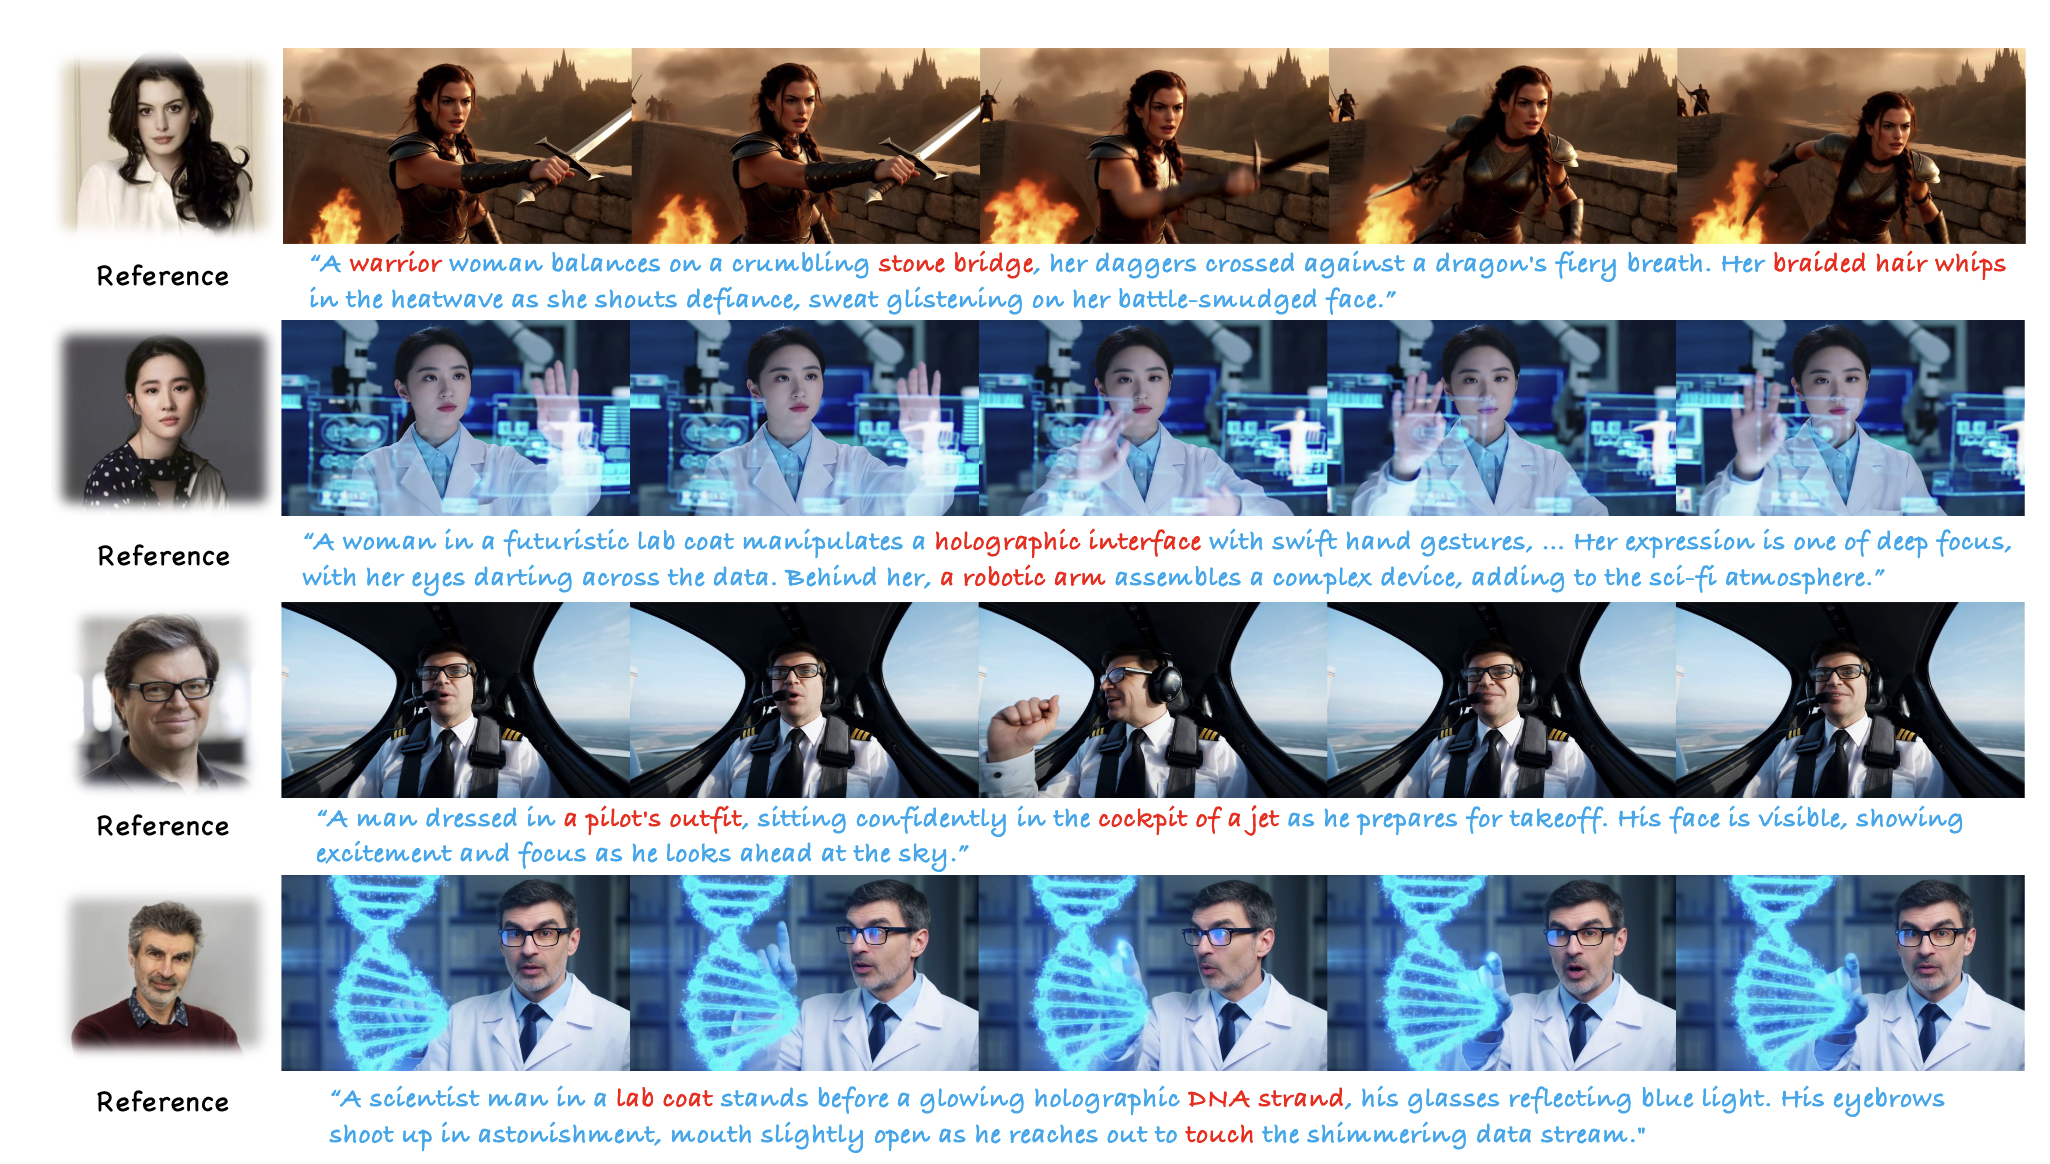 Reference
“A warrior woman balances on a crumbling stone bridge, her daggers crossed against a dragon's fiery breath. Her braided hair whips
in the heatwave as she shouts defiance, sweat glistening on her battle-smudged face.”
Reference
“A woman in a futuristic lab coat manipulates a holographic interface with swift hand gestures, ... Her expression is one of deep focus,
with her eyes darting across the data. Behind her, a robotic arm assembles a complex device, adding to the sci-fi atmosphere.”
Reference
“A man dressed in a pilot's outfit, sitting confidently in the cockpit of a jet as he prepares for takeoff. His face is visible, showing
excitement and focus as he looks ahead at the sky.”
Reference
“A scientist man in a lab coat stands before a glowing holographic DNA strand, his glasses reflecting blue light. His eyebrows
shoot up in astonishment, mouth slightly open as he reaches out to touch the shimmering data stream."